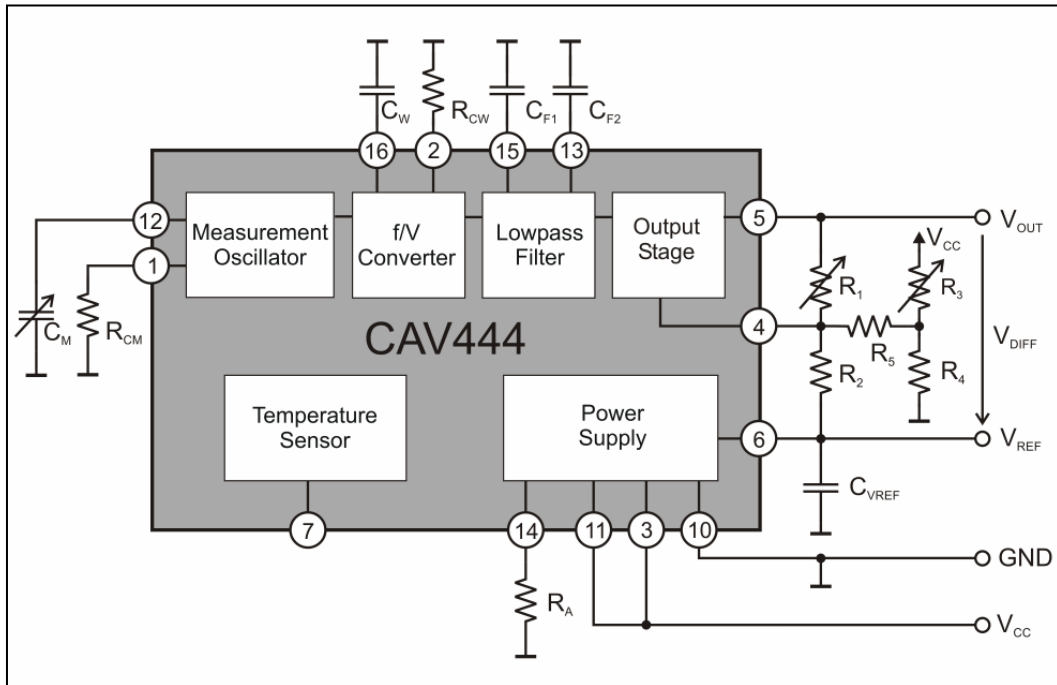 C_W
R_CW
C_F1
C_F2
16
2
15
13
12
1
Measurement
Oscillator
f/V
Converter
Lowpass
Filter
Output
Stage
5
V_OUT
V_CC
R_1
R_3
C_M
R_CM
CAV444
4
R_5
V_DIFF
R_2
R_4
Temperature
Sensor
Power
Supply
6
V_REF
C_VREF
7
14
11
3
10
GND
R_A
V_CC